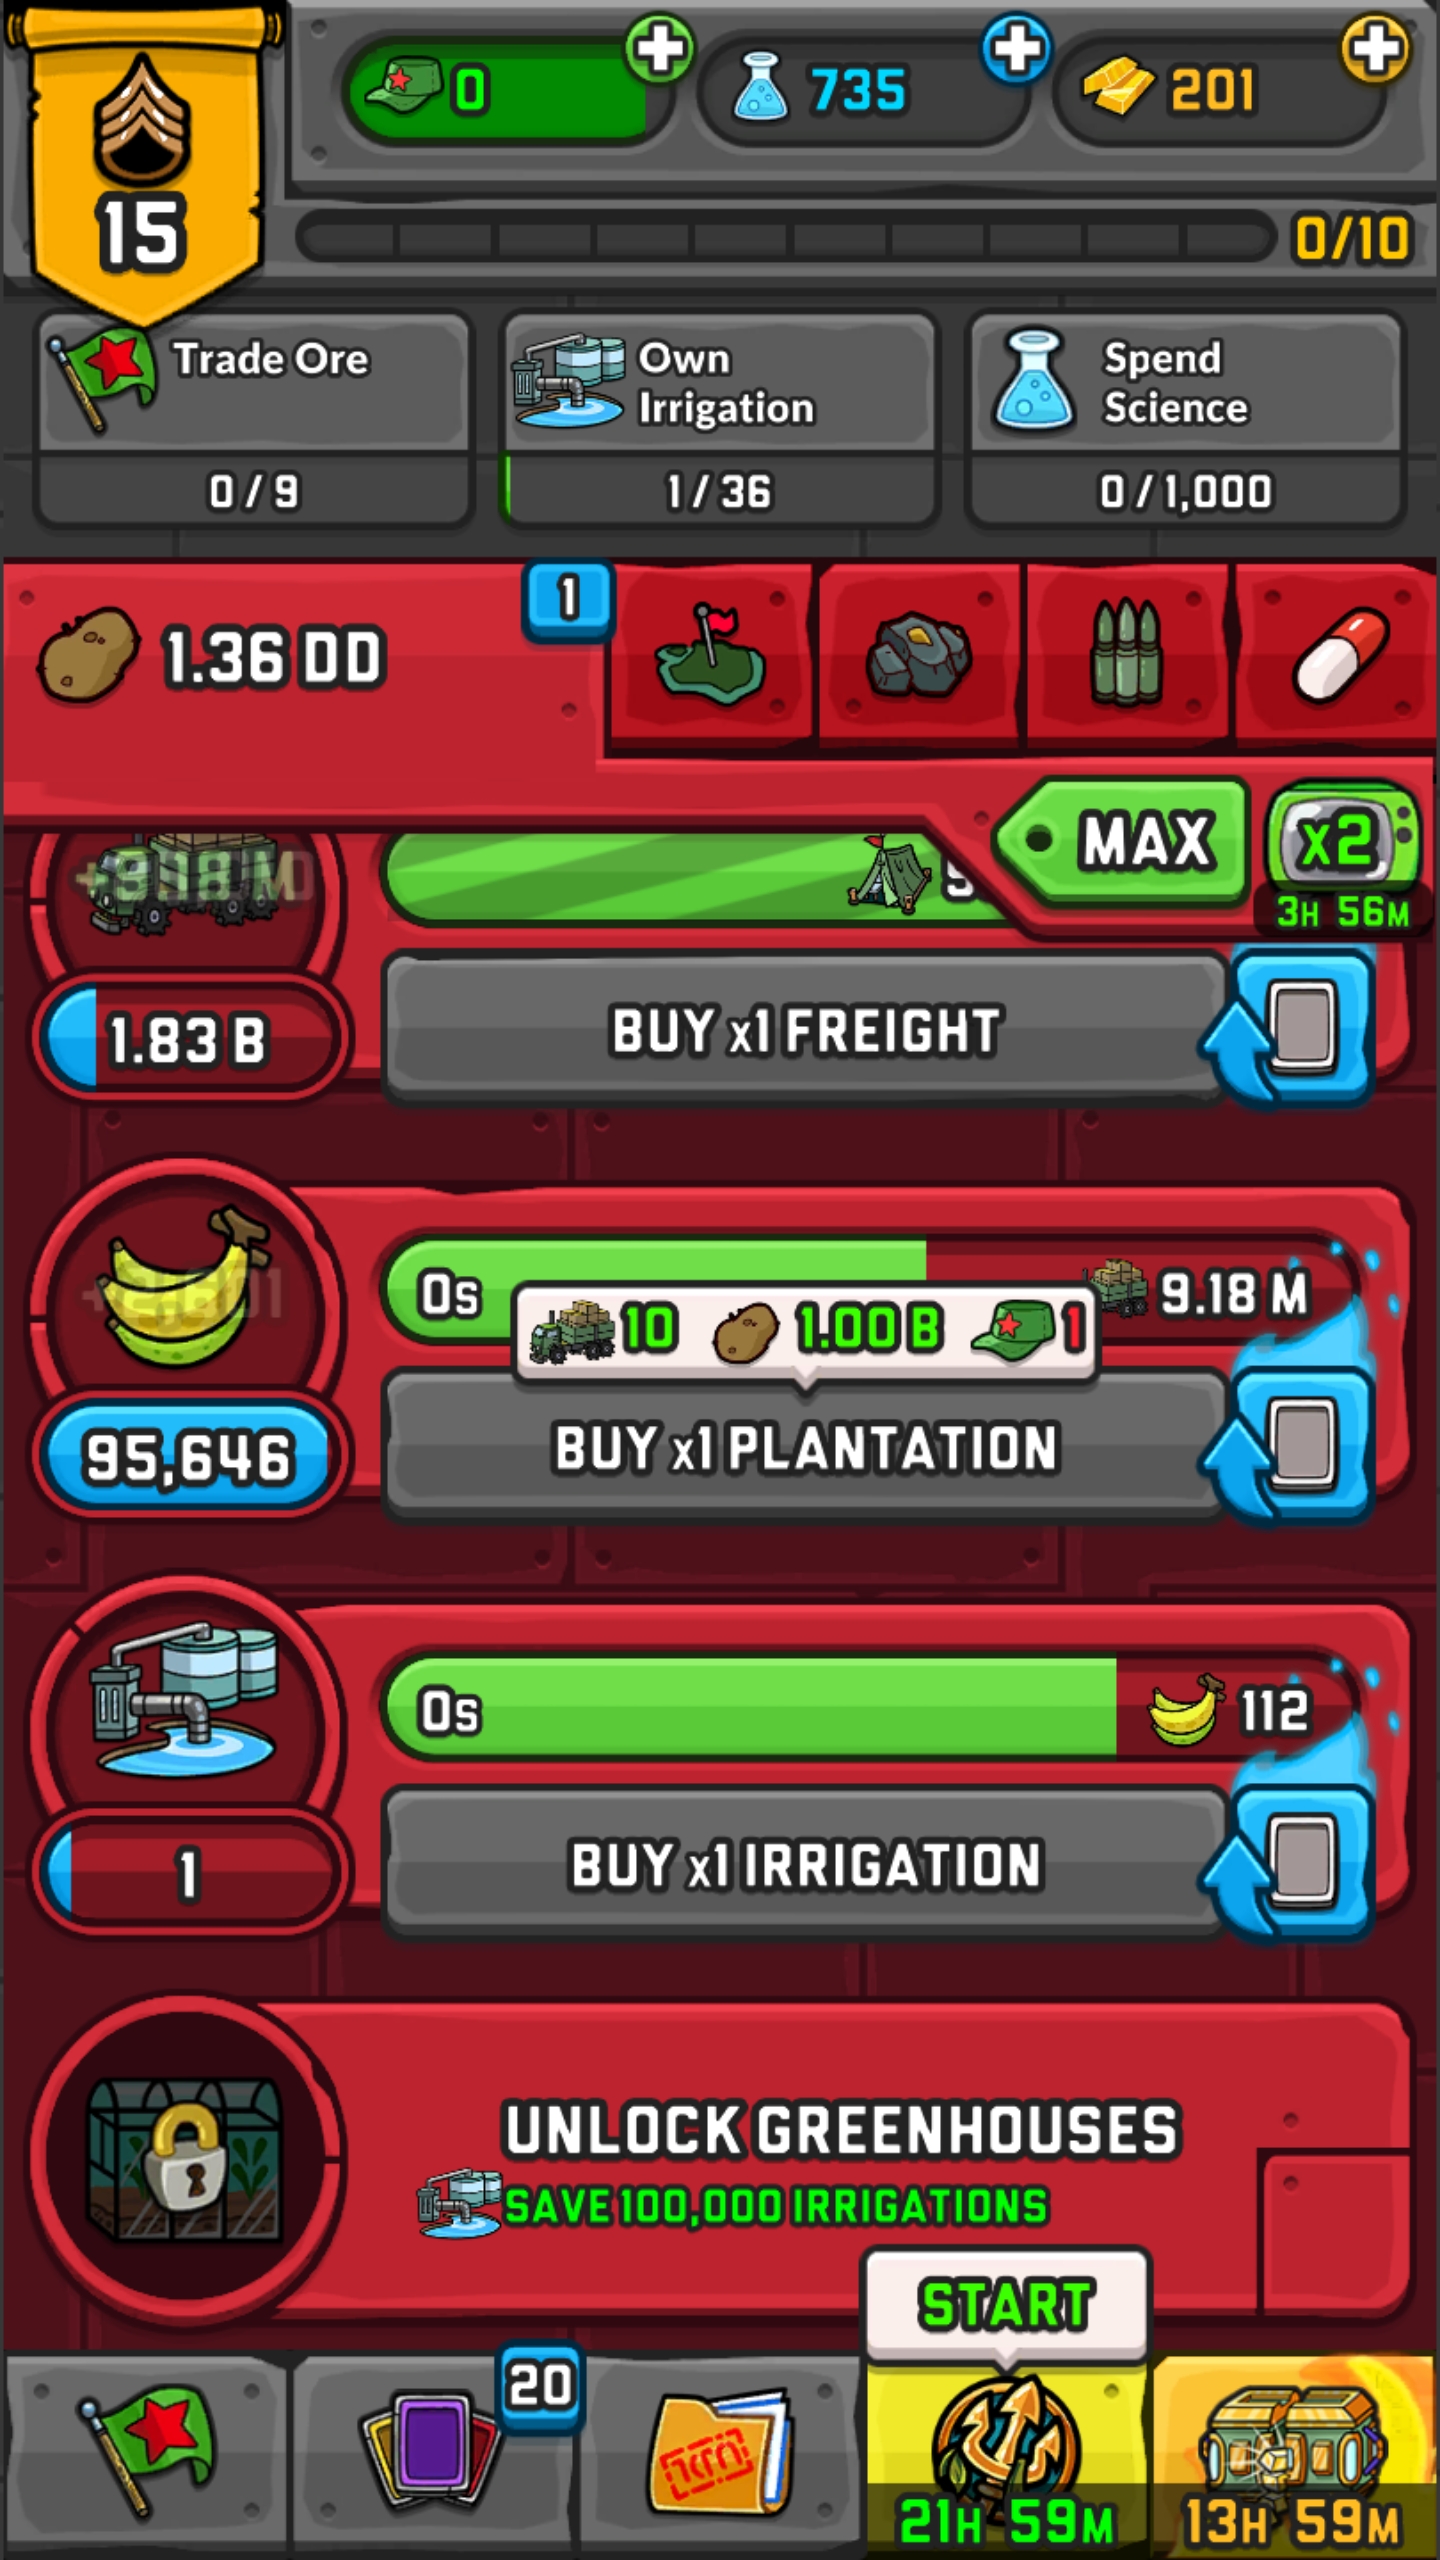 0
735
201
15
0/10
Trade Ore
0 / 9
Own
Irrigation
1 / 36
Spend
Science
0 / 1,000
1.36 DD
1
MAX
x2
3H 56M
1.83 B
BUY x1 FREIGHT
0s
9.18 M
10
1.00 B
1
95,646
BUY x1 PLANTATION
0s
112
1
BUY x1 IRRIGATION
UNLOCK GREENHOUSES
SAVE 100,000 IRRIGATIONS
START
20
21H 59M
13H 59M